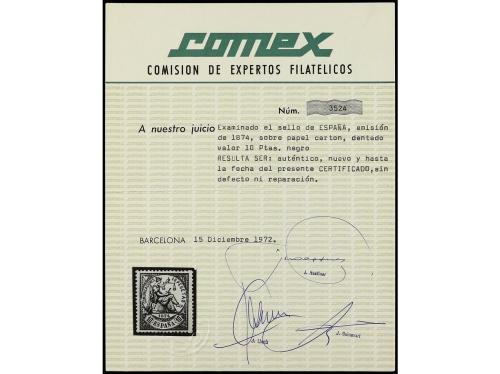 comex
COMISION DE EXPERTOS FILATELICOS
Núm. 3524
A nuestro juicio Examinado el sello de ESPAÑA, emisión
de 1874, sobre papel carton, dentado
valor 10 Ptas. negro
RESULTA SER: auténtico, nuevo y hasta
la fecha del presente CERTIFICADO, sin
defecto ni reparación.
BARCELONA 15 Diciembre 1972.